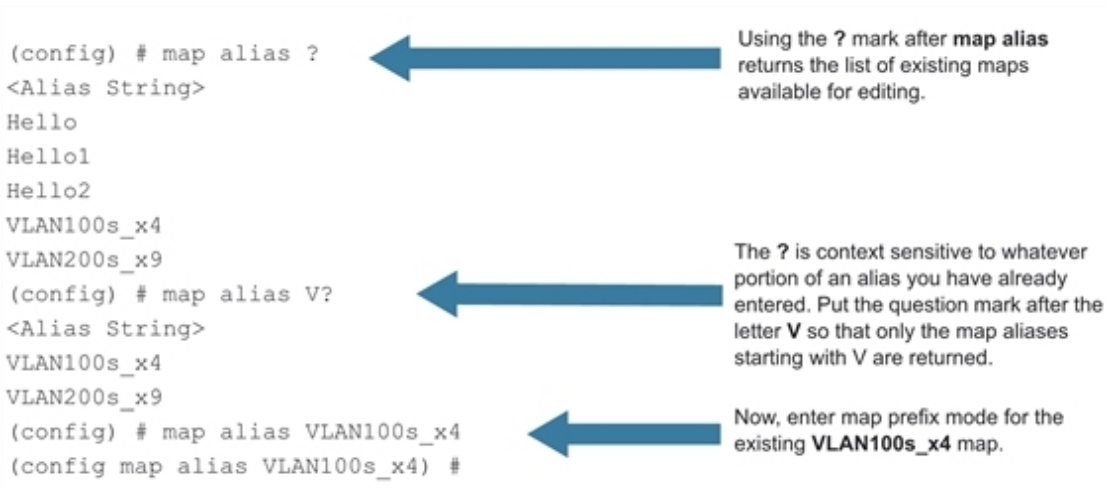 (config) # map alias ?
<Alias String>
Hello
Hello1
Hello2
VLAN100s_x4
VLAN200s_x9
(config) # map alias V?
<Alias String>
VLAN100s_x4
VLAN200s_x9
(config) # map alias VLAN100s_x4
(config map alias VLAN100s_x4) #
Using the ? mark after map alias
returns the list of existing maps
available for editing.
The ? is context sensitive to whatever
portion of an alias you have already
entered. Put the question mark after the
letter V so that only the map aliases
starting with V are returned.
Now, enter map prefix mode for the
existing VLAN100s_x4 map.